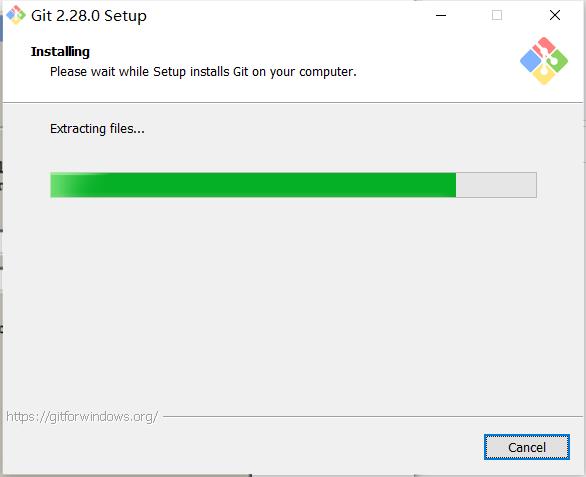 Git 2.28.0 Setup
Installing
Please wait while Setup installs Git on your computer.
Extracting files...
https://gitforwindows.org/
Cancel